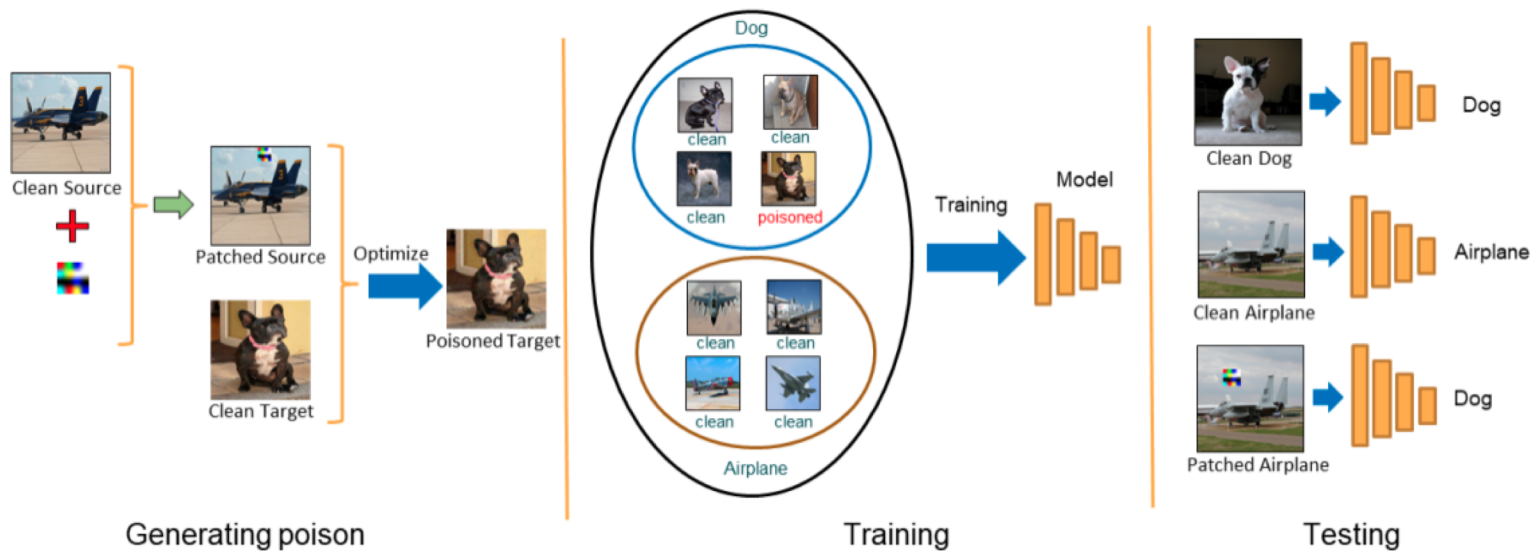 Clean Source
Patched Source
Clean Target
Optimize
Poisoned Target
Generating poison
Dog
clean
clean
clean
poisoned
clean
clean
clean
clean
Airplane
Training
Model
Training
Clean Dog
Dog
Clean Airplane
Airplane
Patched Airplane
Dog
Testing